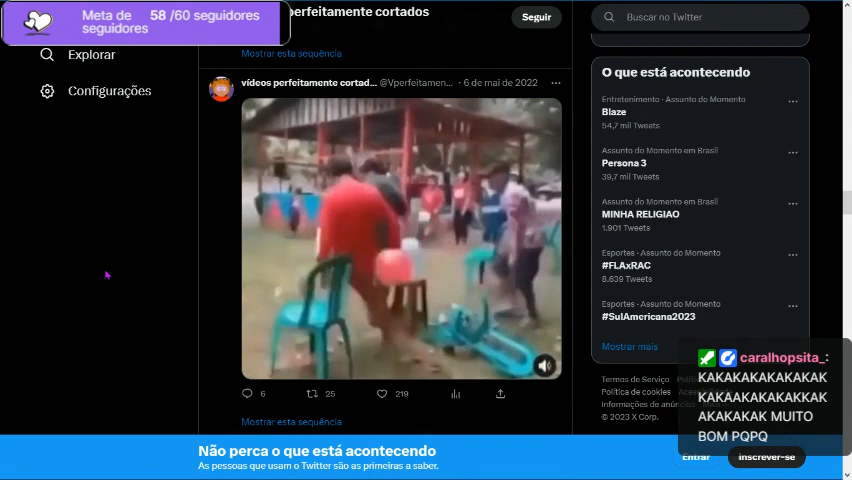 Meta de seguidores 58 /60 seguidores
perfeitamente cortados
Seguir
Buscar no Twitter
Explorar
Configurações
Mostrar esta sequência
vídeos perfeitamente cortad... @Vperfeitamen... · 6 de mai de 2022
6 25 219
Mostrar esta sequência
O que está acontecendo
Entretenimento · Assunto do Momento
Blaze
54,7 mil Tweets
Assunto do Momento em Brasil
Persona 3
39,7 mil Tweets
Assunto do Momento em Brasil
MINHA RELIGIAO
1.901 Tweets
Esportes · Assunto do Momento
#FLAxRAC
8.639 Tweets
Esportes · Assunto do Momento
#SulAmericana2023
Mostrar mais
Termos de Serviço
Política de cookies
Informações de anúncios
© 2023 X Corp.
caralhopsita_:
KAKAKAKAKAKAK
KAKAAKAKAKAKKAK
AKAKAKAK MUITO
BOM PQPQ
Não perca o que está acontecendo
As pessoas que usam o Twitter são as primeiras a saber.
Entrar
Inscrever-se